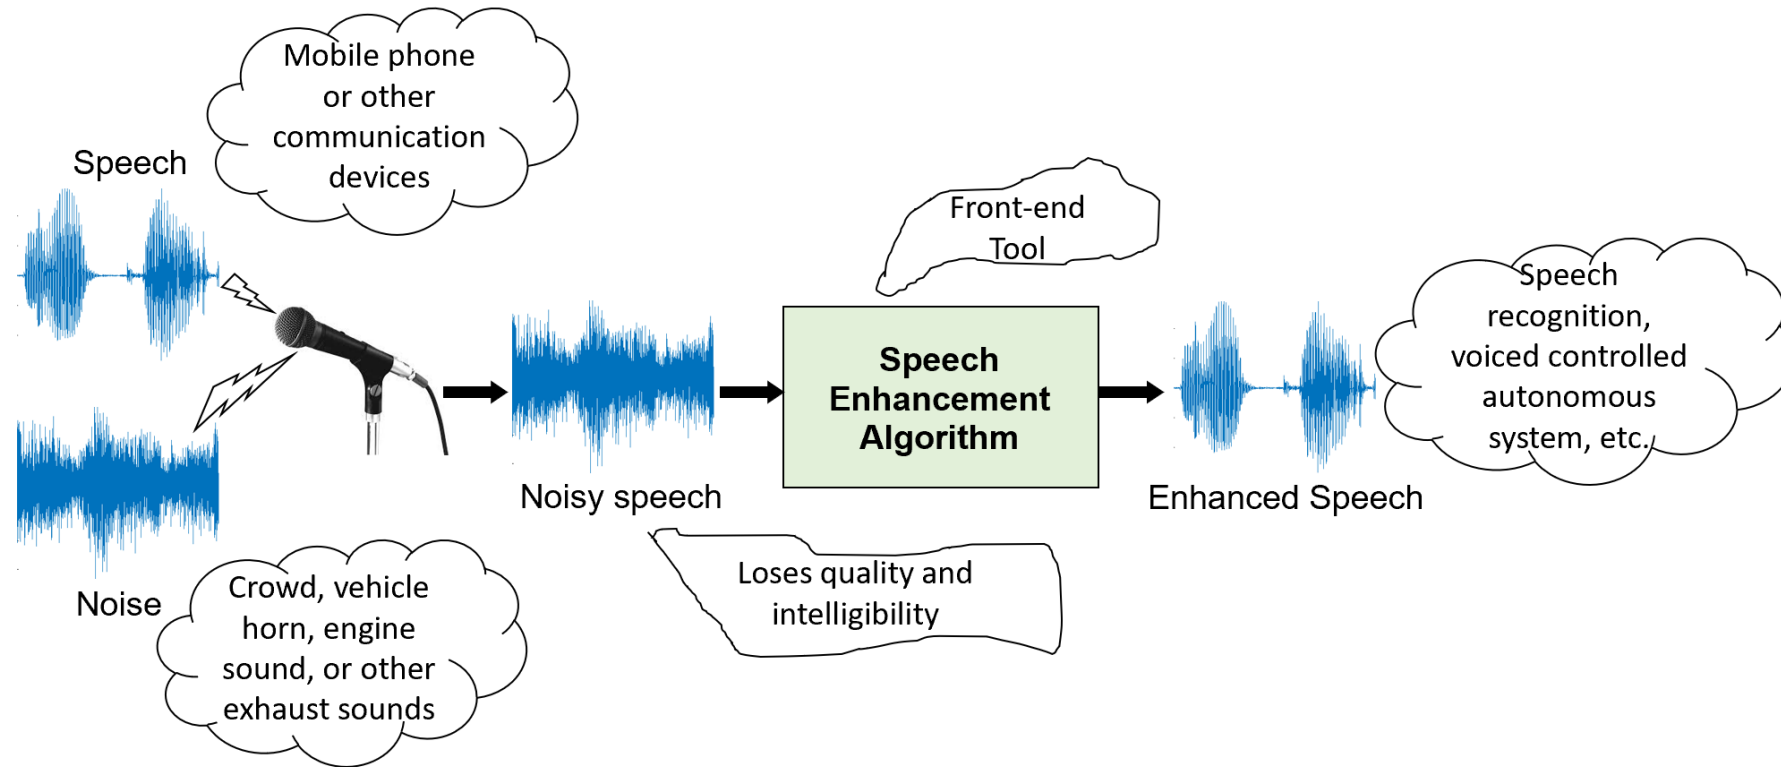 Mobile phone
or other
communication
devices
Speech
Front-end
Tool
Speech
recognition,
voiced controlled
autonomous
system, etc.
Speech
Enhancement
Algorithm
Noisy speech
Enhanced Speech
Loses quality and
intelligibility
Noise
Crowd, vehicle
horn, engine
sound, or other
exhaust sounds